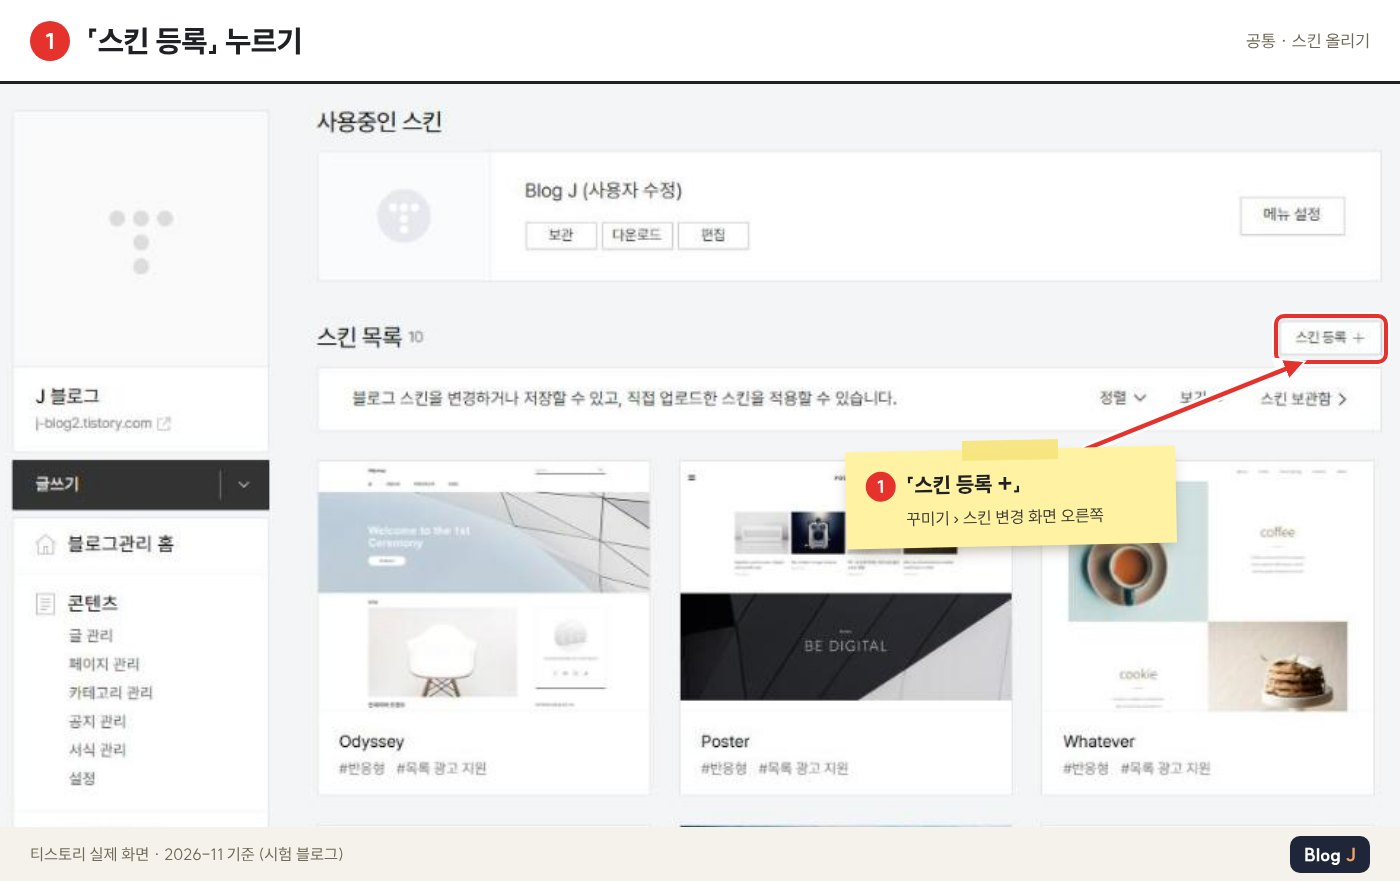 1 「스킨 등록」 누르기
공통 · 스킨 올리기
사용중인 스킨
Blog J (사용자 수정)
보관 다운로드 편집
메뉴 설정
스킨 목록 10
스킨 등록 +
블로그 스킨을 변경하거나 저장할 수 있고, 직접 업로드한 스킨을 적용할 수 있습니다.
정렬 보기 스킨 보관함
J 블로그
j-blog2.tistory.com
글쓰기
블로그관리 홈
콘텐츠
글 관리
페이지 관리
카테고리 관리
공지 관리
서식 관리
설정
1 「스킨 등록 +」
꾸미기 › 스킨 변경 화면 오른쪽
Welcome to the 1st
Ceremony
BE DIGITAL
coffee
cookie
Odyssey
#반응형 #목록 광고 지원
Poster
#반응형 #목록 광고 지원
Whatever
#반응형 #목록 광고 지원
티스토리 실제 화면 · 2026-11 기준 (시험 블로그)
Blog J